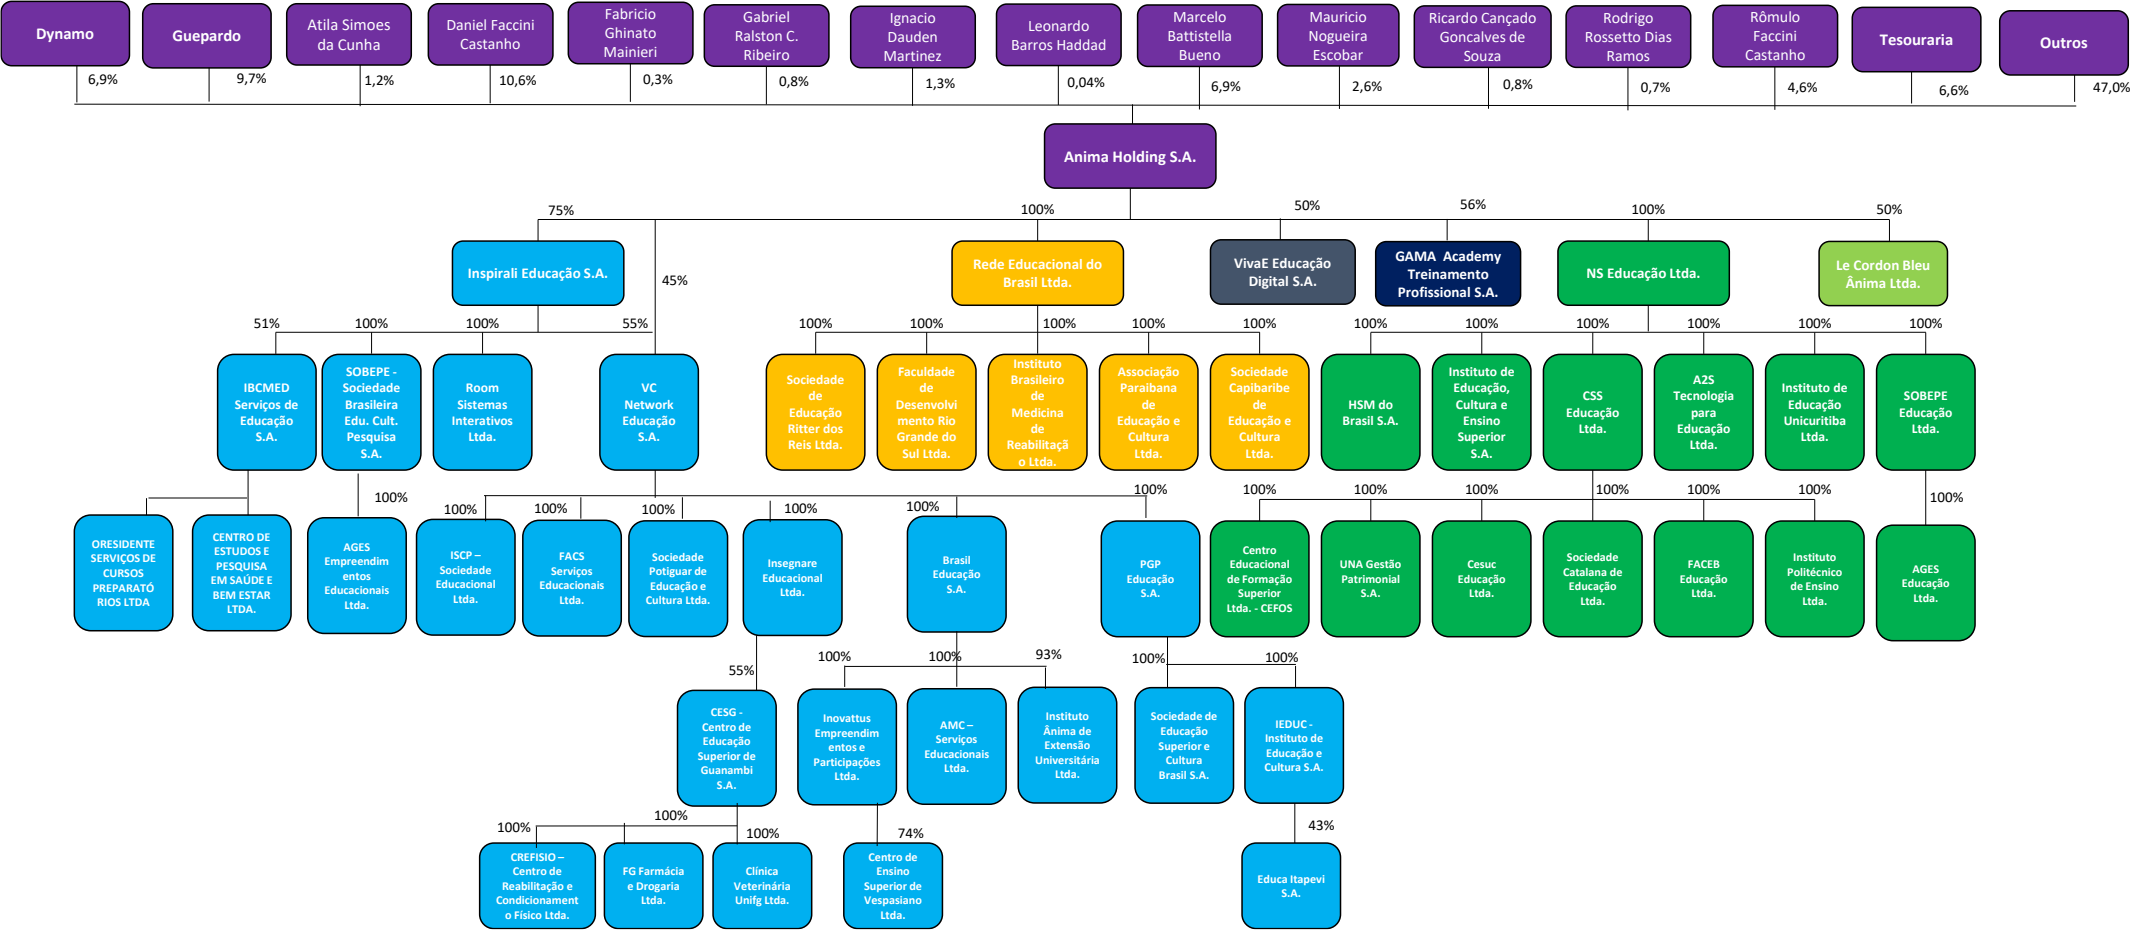 Dynamo
Guepardo
Atila Simoes
da Cunha
Daniel Faccini
Castanho
Fabricio
Ghinato
Mainieri
Gabriel
Ralston C.
Ribeiro
Ignacio
Dauden
Martinez
Leonardo
Barros Haddad
Marcelo
Battistella
Bueno
Mauricio
Nogueira
Escobar
Ricardo Cançado
Goncalves de
Souza
Rodrigo
Rossetto Dias
Ramos
Rômulo
Faccini
Castanho
Tesouraria
Outros
6,9%
9,7%
1,2%
10,6%
0,3%
0,8%
1,3%
0,04%
6,9%
2,6%
0,8%
0,7%
4,6%
6,6%
47,0%
Anima Holding S.A.
75%
45%
100%
50%
56%
100%
50%
Inspirali Educação S.A.
Rede Educacional do
Brasil Ltda.
VivaE Educação
Digital S.A.
GAMA  Academy
Treinamento
Profissional S.A.
NS Educação Ltda.
Le Cordon Bleu
Ânima Ltda.
51%
100%
100%
55%
100%
100%
100%
100%
100%
100%
100%
100%
100%
100%
100%
IBCMED
Serviços de
Educação
S.A.
SOBEPE -
Sociedade
Brasileira
Edu. Cult.
Pesquisa
S.A.
Room
Sistemas
Interativos
Ltda.
VC
Network
Educação
S.A.
Sociedade
de
Educação
Ritter dos
Reis Ltda.
Faculdade
de
Desenvolvi
mento Rio
Grande do
Sul Ltda.
Instituto
Brasileiro
de
Medicina
de
Reabilitaçã
o Ltda.
Associação
Paraibana
de
Educação e
Cultura
Ltda.
Sociedade
Capibaribe
de
Educação e
Cultura
Ltda.
HSM do
Brasil S.A.
Instituto de
Educação,
Cultura e
Ensino
Superior
S.A.
CSS
Educação
Ltda.
A2S
Tecnologia
para
Educação
Ltda.
Instituto de
Educação
Unicuritiba
Ltda.
SOBEPE
Educação
Ltda.
100%
100%
100%
100%
100%
100%
100%
100%
100%
100%
100%
100%
100%
100%
ORESIDENTE
SERVIÇOS DE
CURSOS
PREPARATÓ
RIOS LTDA
CENTRO DE
ESTUDOS E
PESQUISA
EM SAÚDE E
BEM ESTAR
LTDA.
AGES
Empreendim
entos
Educacionais
Ltda.
ISCP –
Sociedade
Educacional
Ltda.
FACS
Serviços
Educacionais
Ltda.
Sociedade
Potiguar de
Educação e
Cultura Ltda.
Insegnare
Educacional
Ltda.
Brasil
Educação
S.A.
PGP
Educação
S.A.
Centro
Educacional
de Formação
Superior
Ltda. - CEFOS
UNA Gestão
Patrimonial
S.A.
Cesuc
Educação
Ltda.
Sociedade
Catalana de
Educação
Ltda.
FACEB
Educação
Ltda.
Instituto
Politécnico
de Ensino
Ltda.
AGES
Educação
Ltda.
55%
100%
100%
93%
100%
100%
CESG -
Centro de
Educação
Superior de
Guanambi
S.A.
Inovattus
Empreendim
entos e
Participações
Ltda.
AMC –
Serviços
Educacionais
Ltda.
Instituto
Ânima de
Extensão
Universitária
Ltda.
Sociedade de
Educação
Superior e
Cultura
Brasil S.A.
IEDUC -
Instituto de
Educação e
Cultura S.A.
100%
100%
100%
74%
43%
CREFISIO –
Centro de
Reabilitação e
Condicionament
o Físico Ltda.
FG Farmácia
e Drogaria
Ltda.
Clínica
Veterinária
Unifg Ltda.
Centro de
Ensino
Superior de
Vespasiano
Ltda.
Educa Itapevi
S.A.